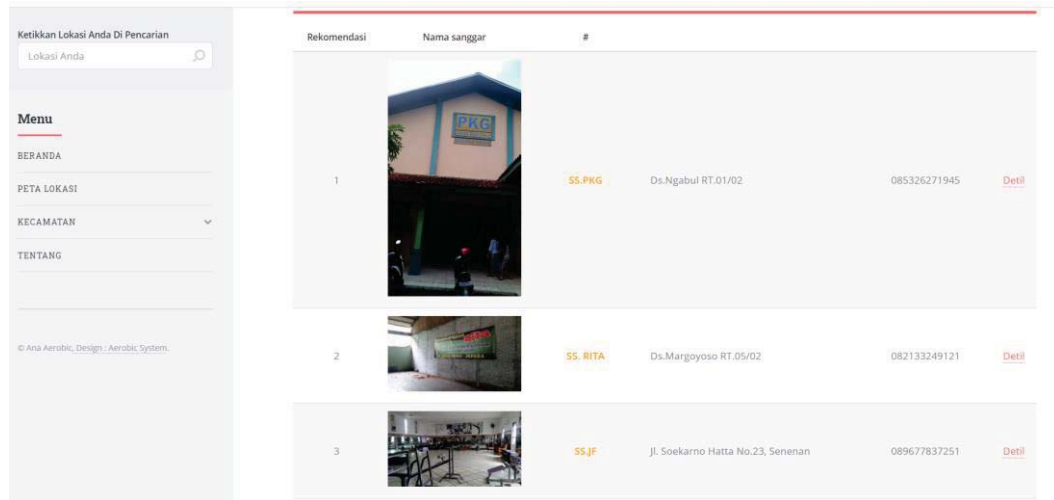 Ketikkan Lokasi Anda Di Pencarian
Lokasi Anda
Menu
BERANDA
PETA LOKASI
KECAMATAN
TENTANG
© Ana Aerobic, Design : Aerobic System.
Rekomendasi Nama sanggar #
PKG
1 SS.PKG Ds.Ngabul RT.01/02 085326271945 Detil
2 SS. RITA Ds.Margoyoso RT.05/02 082133249121 Detil
3 SS.JF Jl. Soekarno Hatta No.23, Senenan 089677837251 Detil